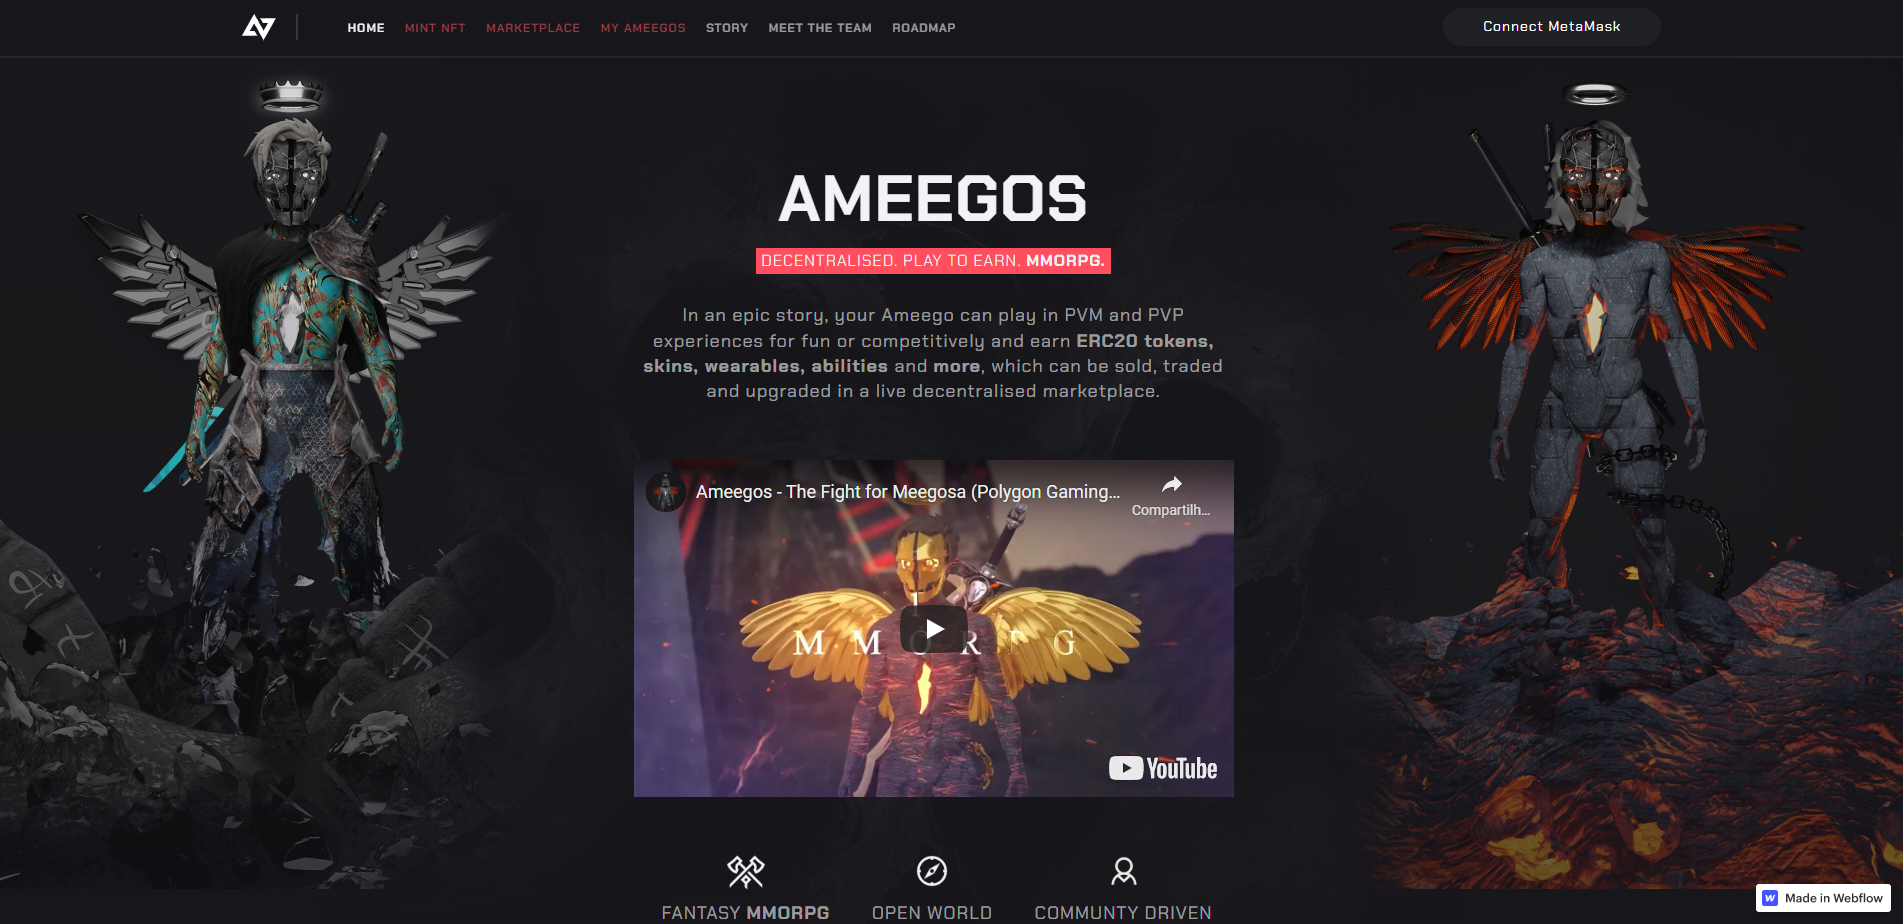 HOME MINT NFT MARKETPLACE MY AMEEGOS STORY MEET THE TEAM ROADMAP
Connect MetaMask
AMEEGOS
DECENTRALISED. PLAY TO EARN. MMORPG.
In an epic story, your Ameego can play in PVM and PVP
experiences for fun or competitively and earn ERC20 tokens,
skins, wearables, abilities and more, which can be sold, traded
and upgraded in a live decentralised marketplace.
Ameegos - The Fight for Meegosa (Polygon Gaming...
Compartilh...
M M O R P G
YouTube
FANTASY MMORPG
OPEN WORLD
COMMUNTY DRIVEN
Made in Webflow